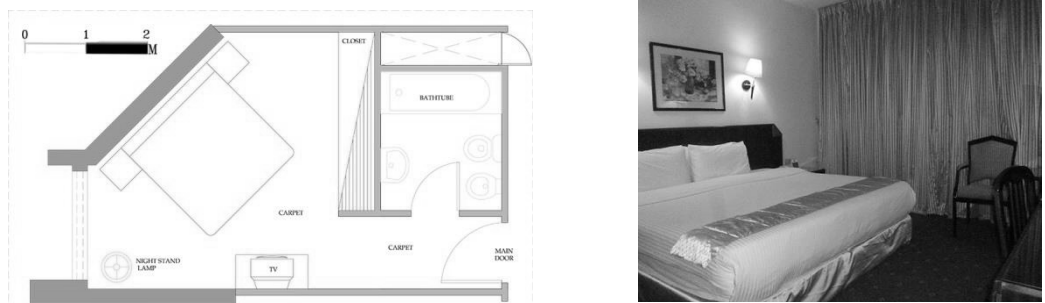 0 1 2
M
CLOSET
BATHTUBE
CARPET
CARPET
NIGHT STAND
LAMP
TV
MAIN
DOOR